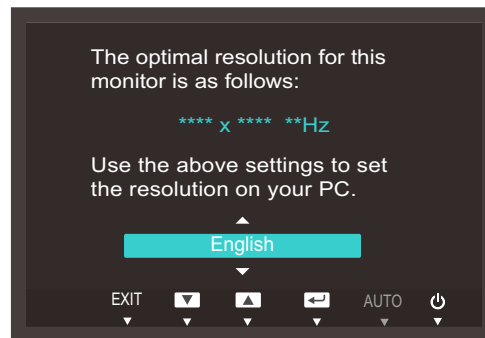 The optimal resolution for this
monitor is as follows:
**** x **** **Hz
Use the above settings to set
the resolution on your PC.
English
EXIT AUTO